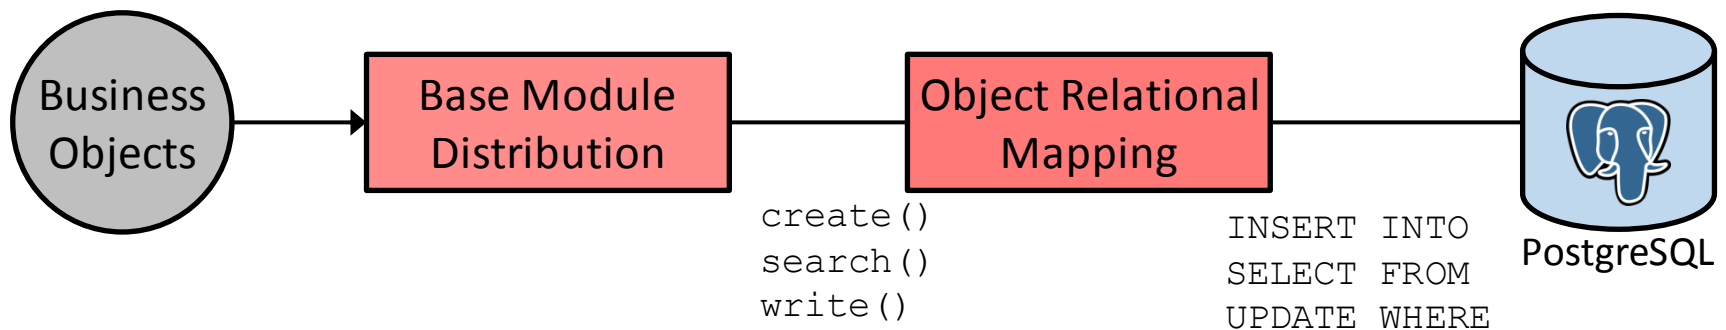 Business
Objects
Base Module
Distribution
Object Relational
Mapping
create()
search()
write()
INSERT INTO
SELECT FROM
UPDATE WHERE
PostgreSQL